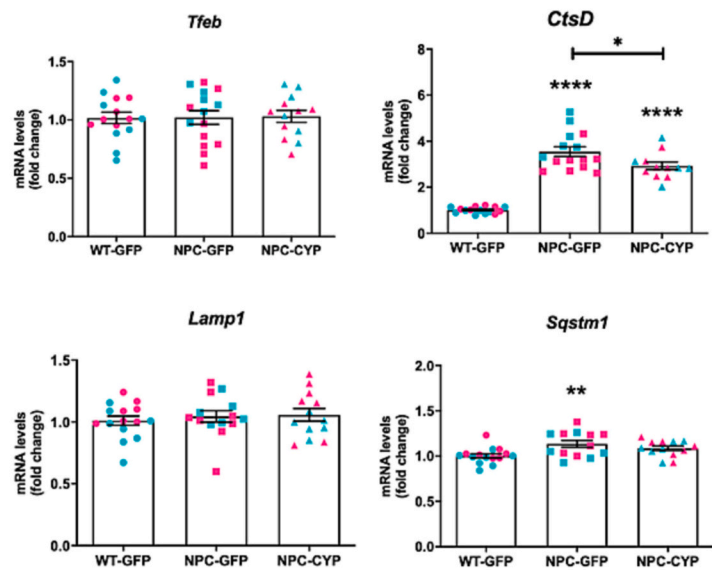 Tfeb
mRNA levels
(fold change)
1.5
1.0
0.5
0.0
WT-GFP NPC-GFP NPC-CYP
CtsD
*
****
****
mRNA levels
(fold change)
8
6
4
2
0
WT-GFP NPC-GFP NPC-CYP
Lamp1
mRNA levels
(fold change)
1.5
1.0
0.5
0.0
WT-GFP NPC-GFP NPC-CYP
Sqstm1
**
mRNA levels
(fold change)
2.0
1.5
1.0
0.5
0.0
WT-GFP NPC-GFP NPC-CYP